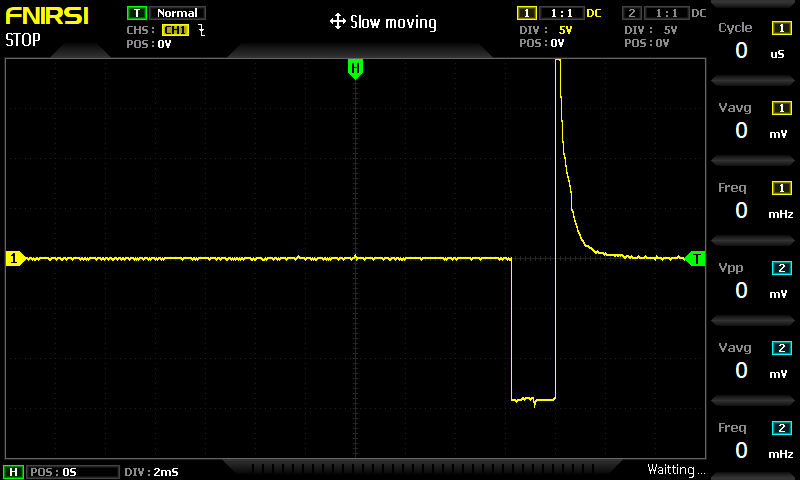 FNIRSI
STOP
T Normal
CHS: CH1
POS: 0V
Slow moving
1 1:1 DC
DIV: 5V
POS: 0V
2 1:1 DC
DIV: 5V
POS: 0V
H
1
T
Cycle 1
0 uS
Vavg 1
0 mV
Freq 1
0 mHz
Vpp 2
0 mV
Vavg 2
0 mV
Freq 2
0 mHz
H POS: 0S DIV: 2mS
Waitting...